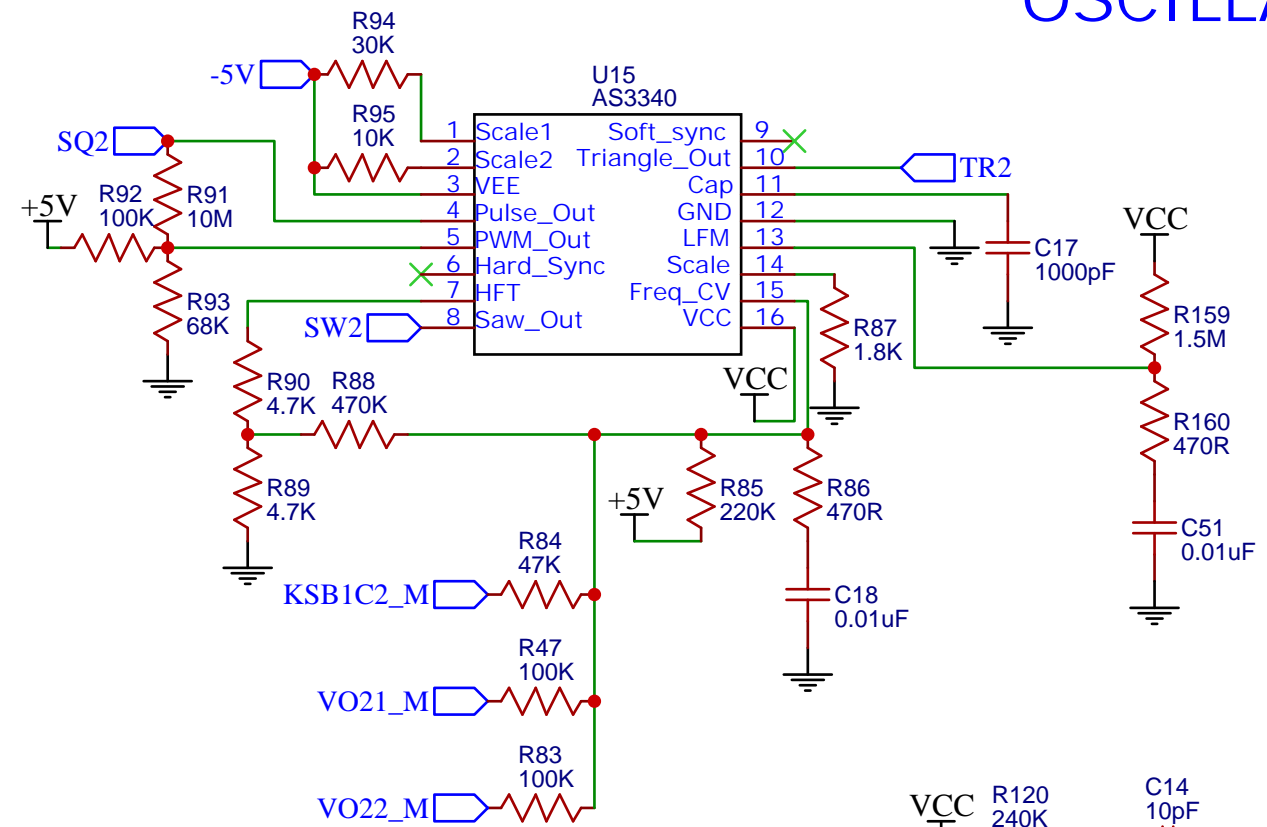 OSCILLA
R94
30K
-5V
U15
AS3340
R95
10K
SQ2
1 Scale1
2 Scale2
3 VEE
4 Pulse_Out
5 PWM_Out
6 Hard_Sync
7 HFT
8 Saw_Out
Soft_sync 9
Triangle_Out 10
Cap 11
GND 12
LFM 13
Scale 14
Freq_CV 15
VCC 16
TR2
+5V
R92
100K
R91
10M
R93
68K
SW2
C17
1000pF
VCC
R159
1.5M
R87
1.8K
VCC
R90
4.7K
R88
470K
R160
470R
R89
4.7K
+5V
R85
220K
R86
470R
C51
0.01uF
R84
47K
KSB1C2_M
C18
0.01uF
R47
100K
VO21_M
R83
100K
VO22_M
VCC
R120
240K
C14
10pF